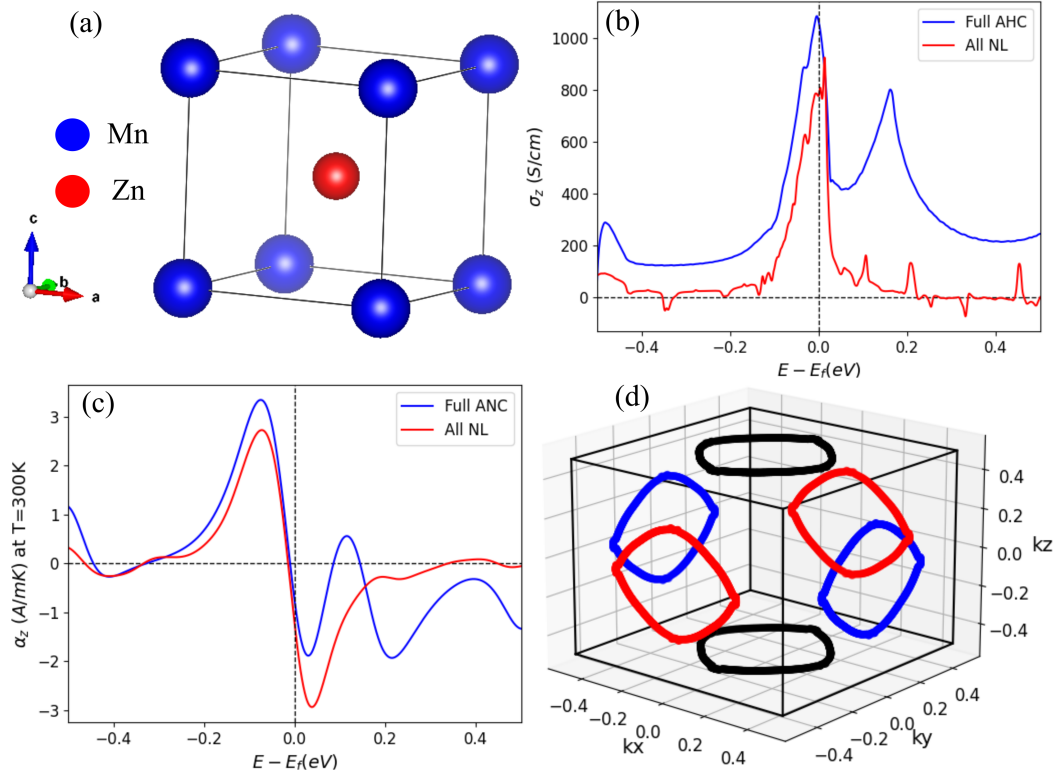 (a)
Mn
Zn
c
b
a
(b)
Full AHC
All NL
1000
800
600
400
200
0
σz (S/cm)
−0.4
−0.2
0.0
0.2
0.4
E − Ef(eV)
(c)
Full ANC
All NL
3
2
1
0
−1
−2
−3
αz (A/mK) at T=300K
−0.4
−0.2
0.0
0.2
0.4
E − Ef(eV)
(d)
0.4
0.2
0.0
−0.2
−0.4
kz
−0.4
−0.2
0.0
0.2
0.4
kx
−0.4
−0.2
0.0
0.2
0.4
ky